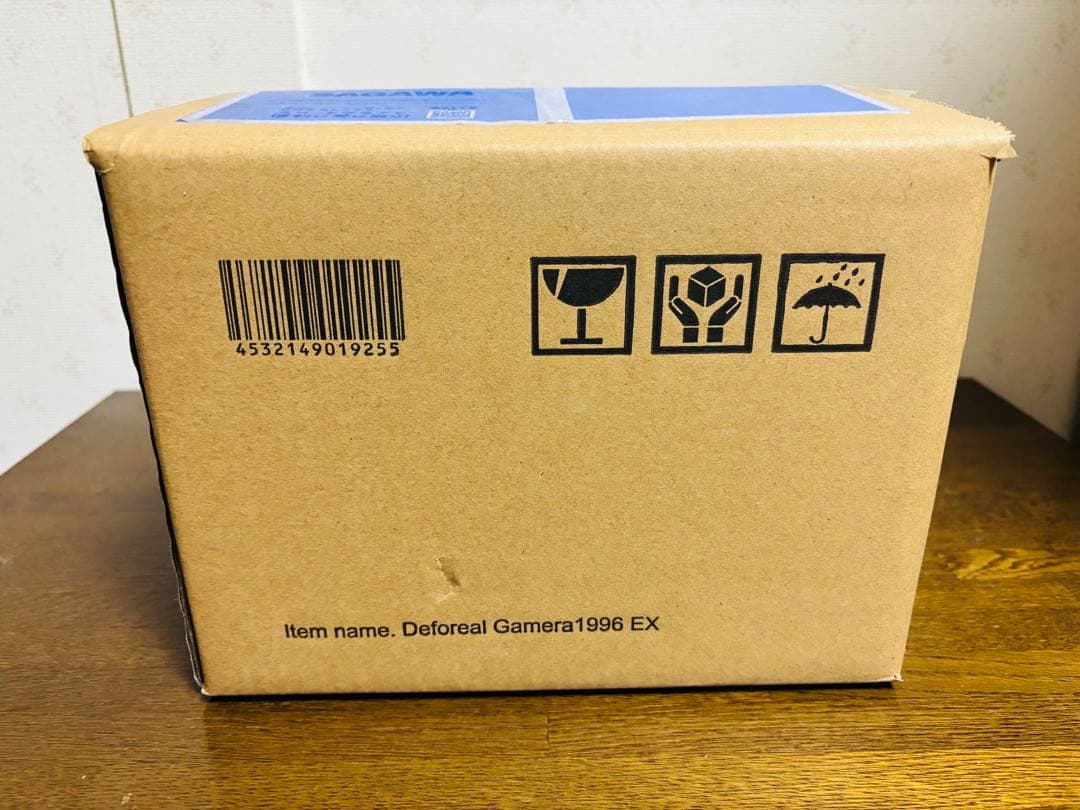 SAGAWA
4532149019255
Item name. Deforeal Gamera1996 EX